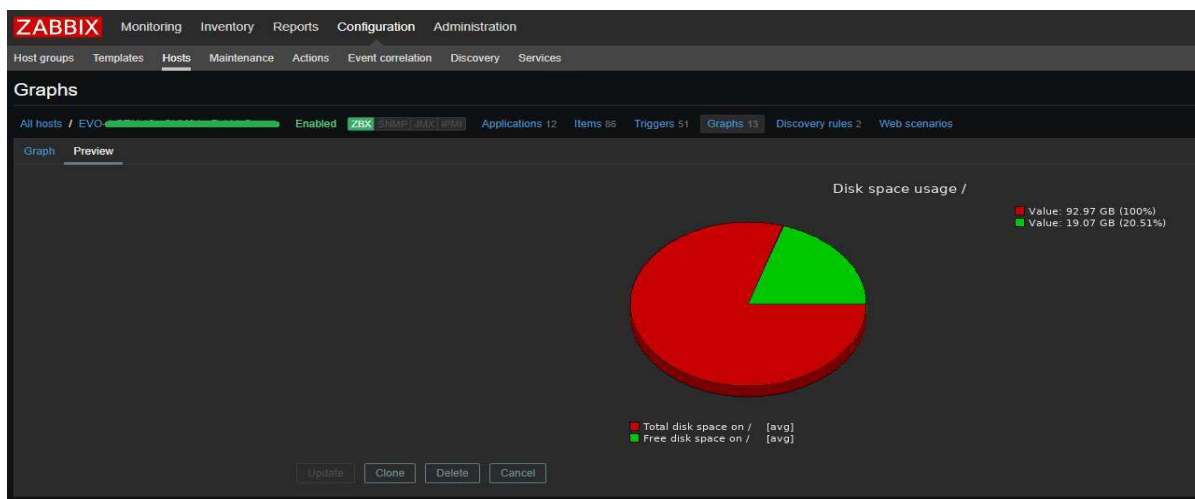 ZABBIX Monitoring Inventory Reports Configuration Administration
Host groups Templates Hosts Maintenance Actions Event correlation Discovery Services
Graphs
All hosts / EVO- Enabled ZBX SNMP JMX IPMI Applications 12 Items 86 Triggers 51 Graphs 13 Discovery rules 2 Web scenarios
Graph Preview
Disk space usage /
Value: 92.97 GB (100%)
Value: 19.07 GB (20.51%)
Total disk space on / [avg]
Free disk space on / [avg]
Update Clone Delete Cancel